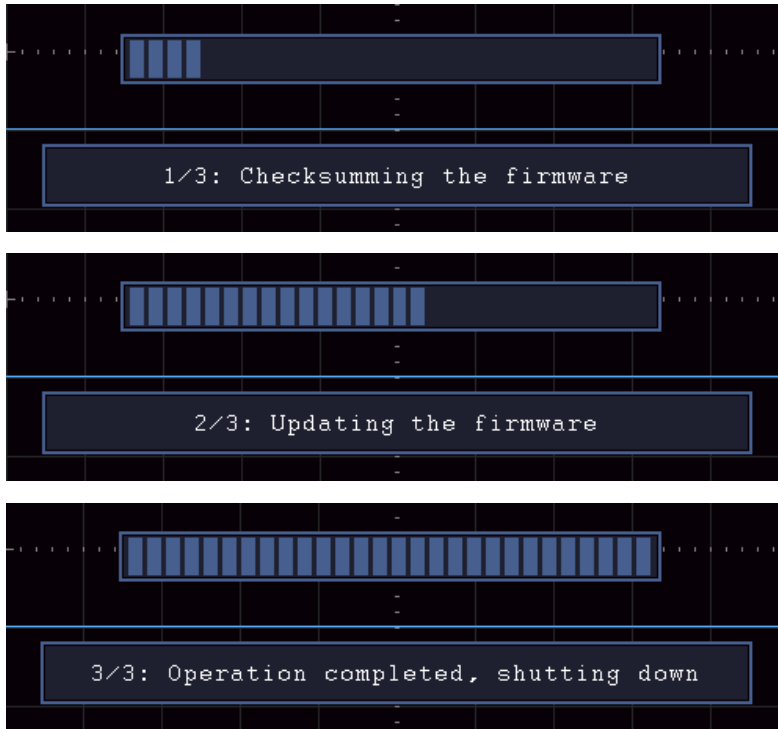 1/3: Checksumming the firmware
2/3: Updating the firmware
3/3: Operation completed, shutting down